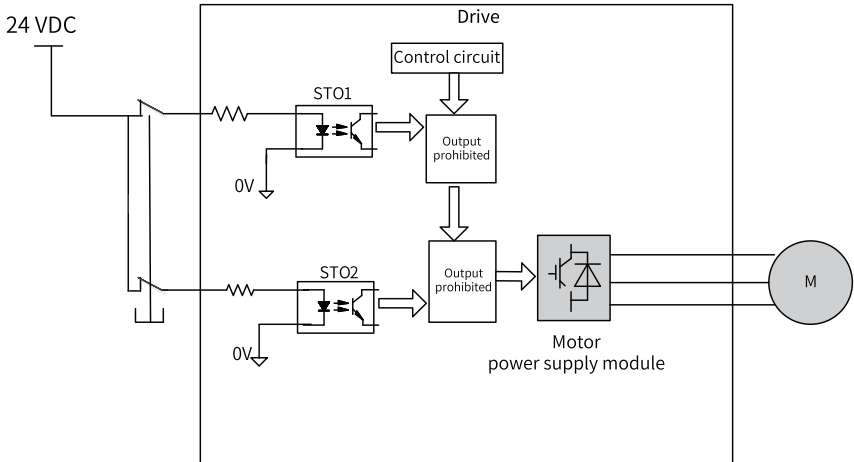 Drive
24 VDC
Control circuit
STO1
Output
prohibited
0V
STO2
Output
prohibited
M
0V
Motor
power supply module